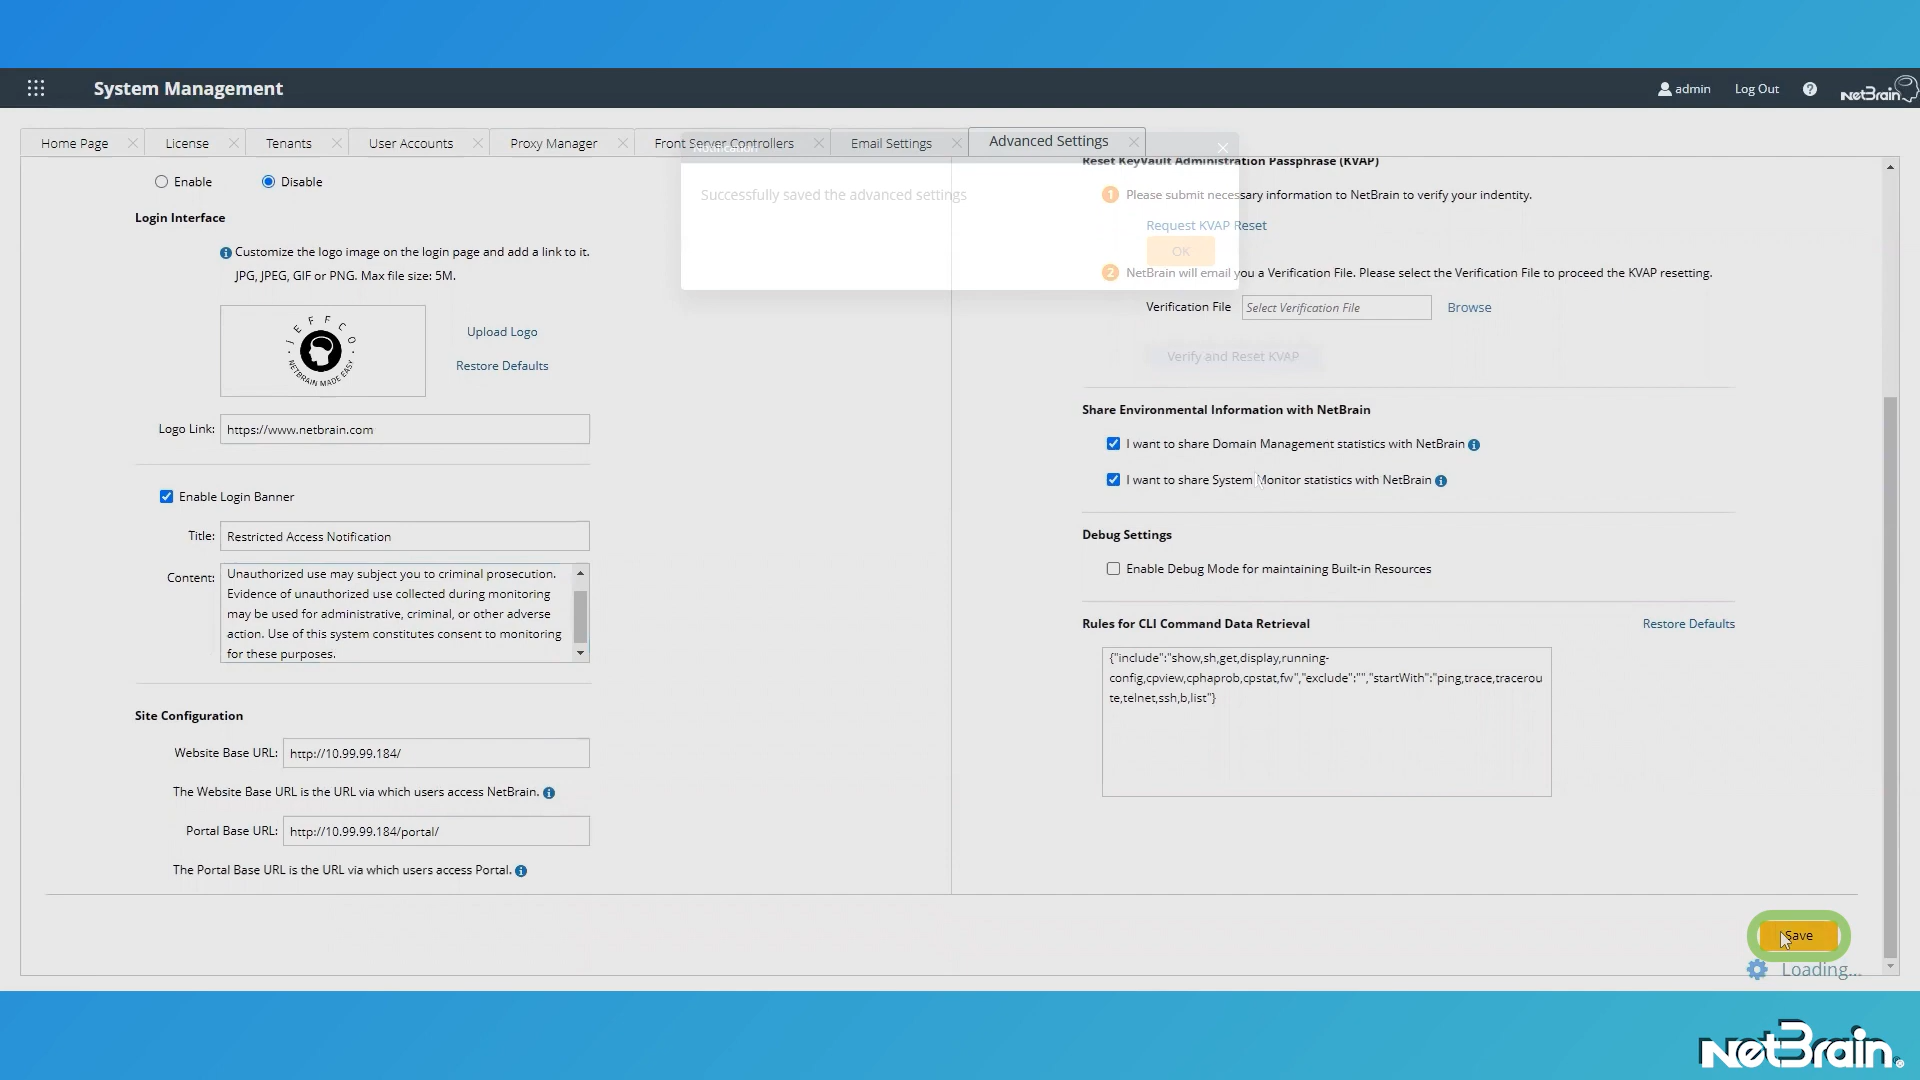 System Management
admin
Log Out
NetBrain
Home Page
License
Tenants
User Accounts
Proxy Manager
Front Server Controllers
Email Settings
Advanced Settings
Enable
Disable
Login Interface
Customize the logo image on the login page and add a link to it.
JPG, JPEG, GIF or PNG. Max file size: 5M.
JEFFCO
NETBRAIN MADE EASY
Upload Logo
Restore Defaults
Logo Link:
https://www.netbrain.com
Enable Login Banner
Title:
Restricted Access Notification
Content:
Unauthorized use may subject you to criminal prosecution.
Evidence of unauthorized use collected during monitoring
may be used for administrative, criminal, or other adverse
action. Use of this system constitutes consent to monitoring
for these purposes.
Site Configuration
Website Base URL:
http://10.99.99.184/
The Website Base URL is the URL via which users access NetBrain.
Portal Base URL:
http://10.99.99.184/portal/
The Portal Base URL is the URL via which users access Portal.
Successfully saved the advanced settings
OK
Reset KeyVault Administration Passphrase (KVAP)
1 Please submit necessary information to NetBrain to verify your indentity.
Request KVAP Reset
2 NetBrain will email you a Verification File. Please select the Verification File to proceed the KVAP resetting.
Verification File
Select Verification File
Browse
Verify and Reset KVAP
Share Environmental Information with NetBrain
I want to share Domain Management statistics with NetBrain
I want to share System Monitor statistics with NetBrain
Debug Settings
Enable Debug Mode for maintaining Built-in Resources
Rules for CLI Command Data Retrieval
Restore Defaults
{"include":"show,sh,get,display,running-
config,cpview,cphaprob,cpstat,fw","exclude":"","startWith":"ping,trace,tracerou
te,telnet,ssh,b,list"}
Save
Loading...
NetBrain